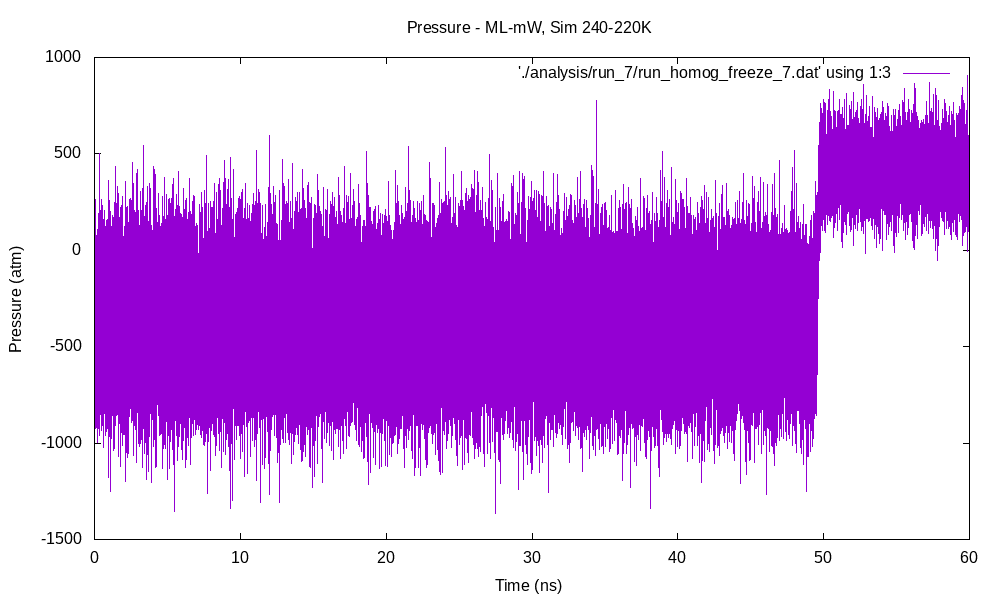 Pressure - ML-mW, Sim 240-220K
'./analysis/run_7/run_homog_freeze_7.dat' using 1:3
1000
500
0
-500
-1000
-1500
Pressure (atm)
0 10 20 30 40 50 60
Time (ns)